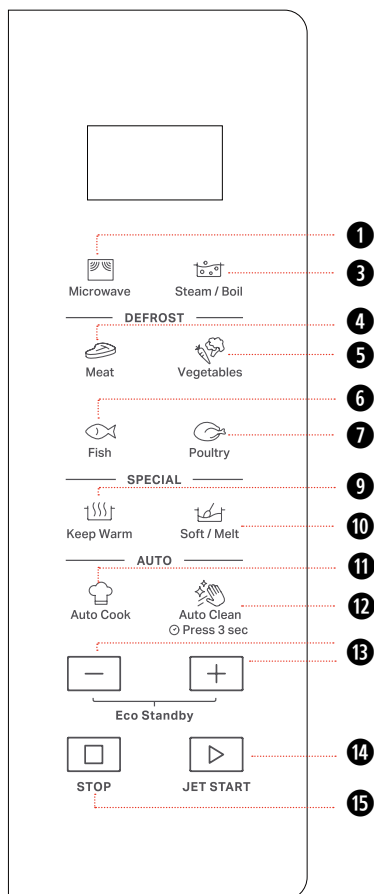 1
Microwave Steam / Boil 3
DEFROST 4
Meat Vegetables 5
6
Fish Poultry 7
SPECIAL 9
Keep Warm Soft / Melt 10
AUTO 11
Auto Cook Auto Clean 12
Press 3 sec
− + 13
Eco Standby
14
STOP JET START
15